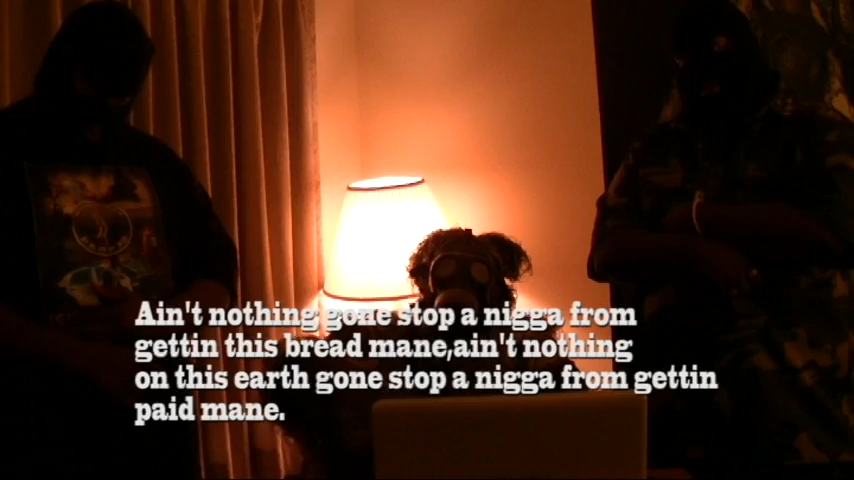 Ain't nothing gone stop a nigga from
gettin this bread mane,ain't nothing
on this earth gone stop a nigga from gettin
paid mane.